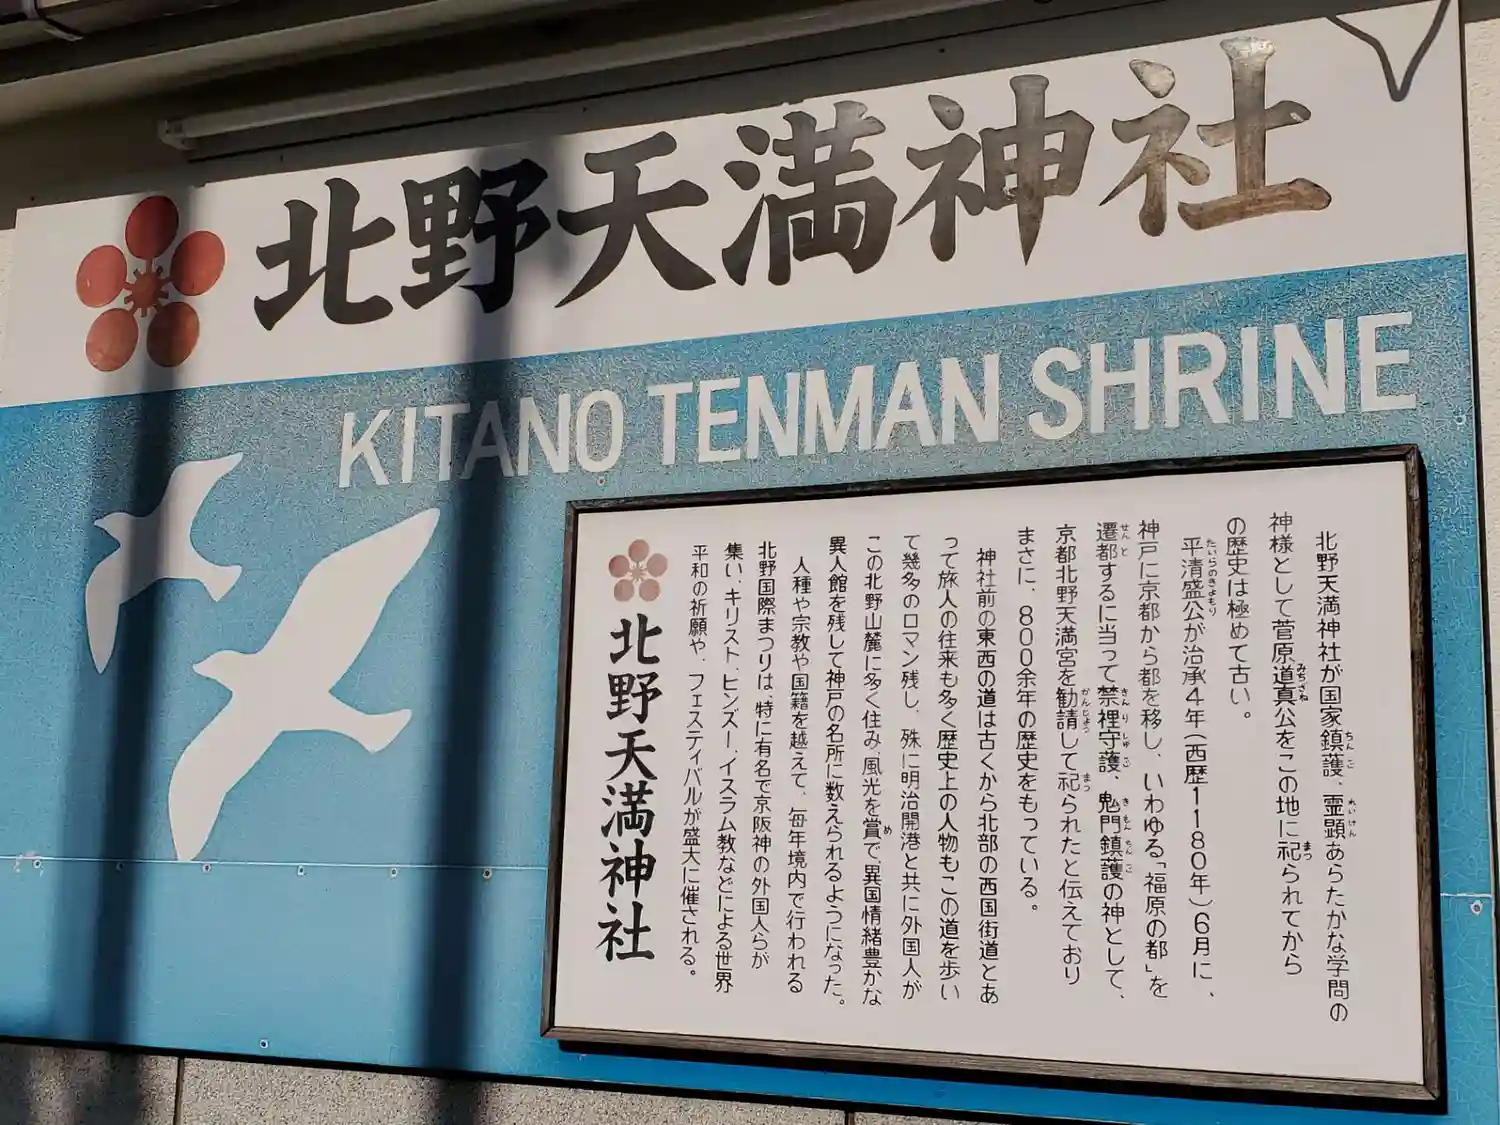 北野天満神社
KITANO TENMAN SHRINE
北野天満神社が国家鎮護、霊顕あらたかな学問の
神様として菅原道真公をこの地に祀られてから
の歴史は極めて古い。
平清盛公が治承4年(西歴1180年)6月に、
神戸に京都から都を移し、いわゆる「福原の都」を
遷都するに当って禁裡守護、鬼門鎮護の神として、
京都北野天満宮を勧請して祀られたと伝えており
まさに、800余年の歴史をもっている。
神社前の東西の道は古くから北部の西国街道とあ
って旅人の往来も多く歴史上の人物もこの道を歩い
て幾多のロマン残し、殊に明治開港と共に外国人が
この北野山麓に多く住み、風光を賞で、異国情緒豊かな
異人館を残して神戸の名所に数えられるようになった。
人種や宗教や国籍を越えて、毎年境内で行われる
北野国際まつりは、特に有名で京阪神の外国人らが
集い、キリスト、ヒンズー、イスラム教などによる世界
平和の祈願や、フェスティバルが盛大に催される。
北野天満神社